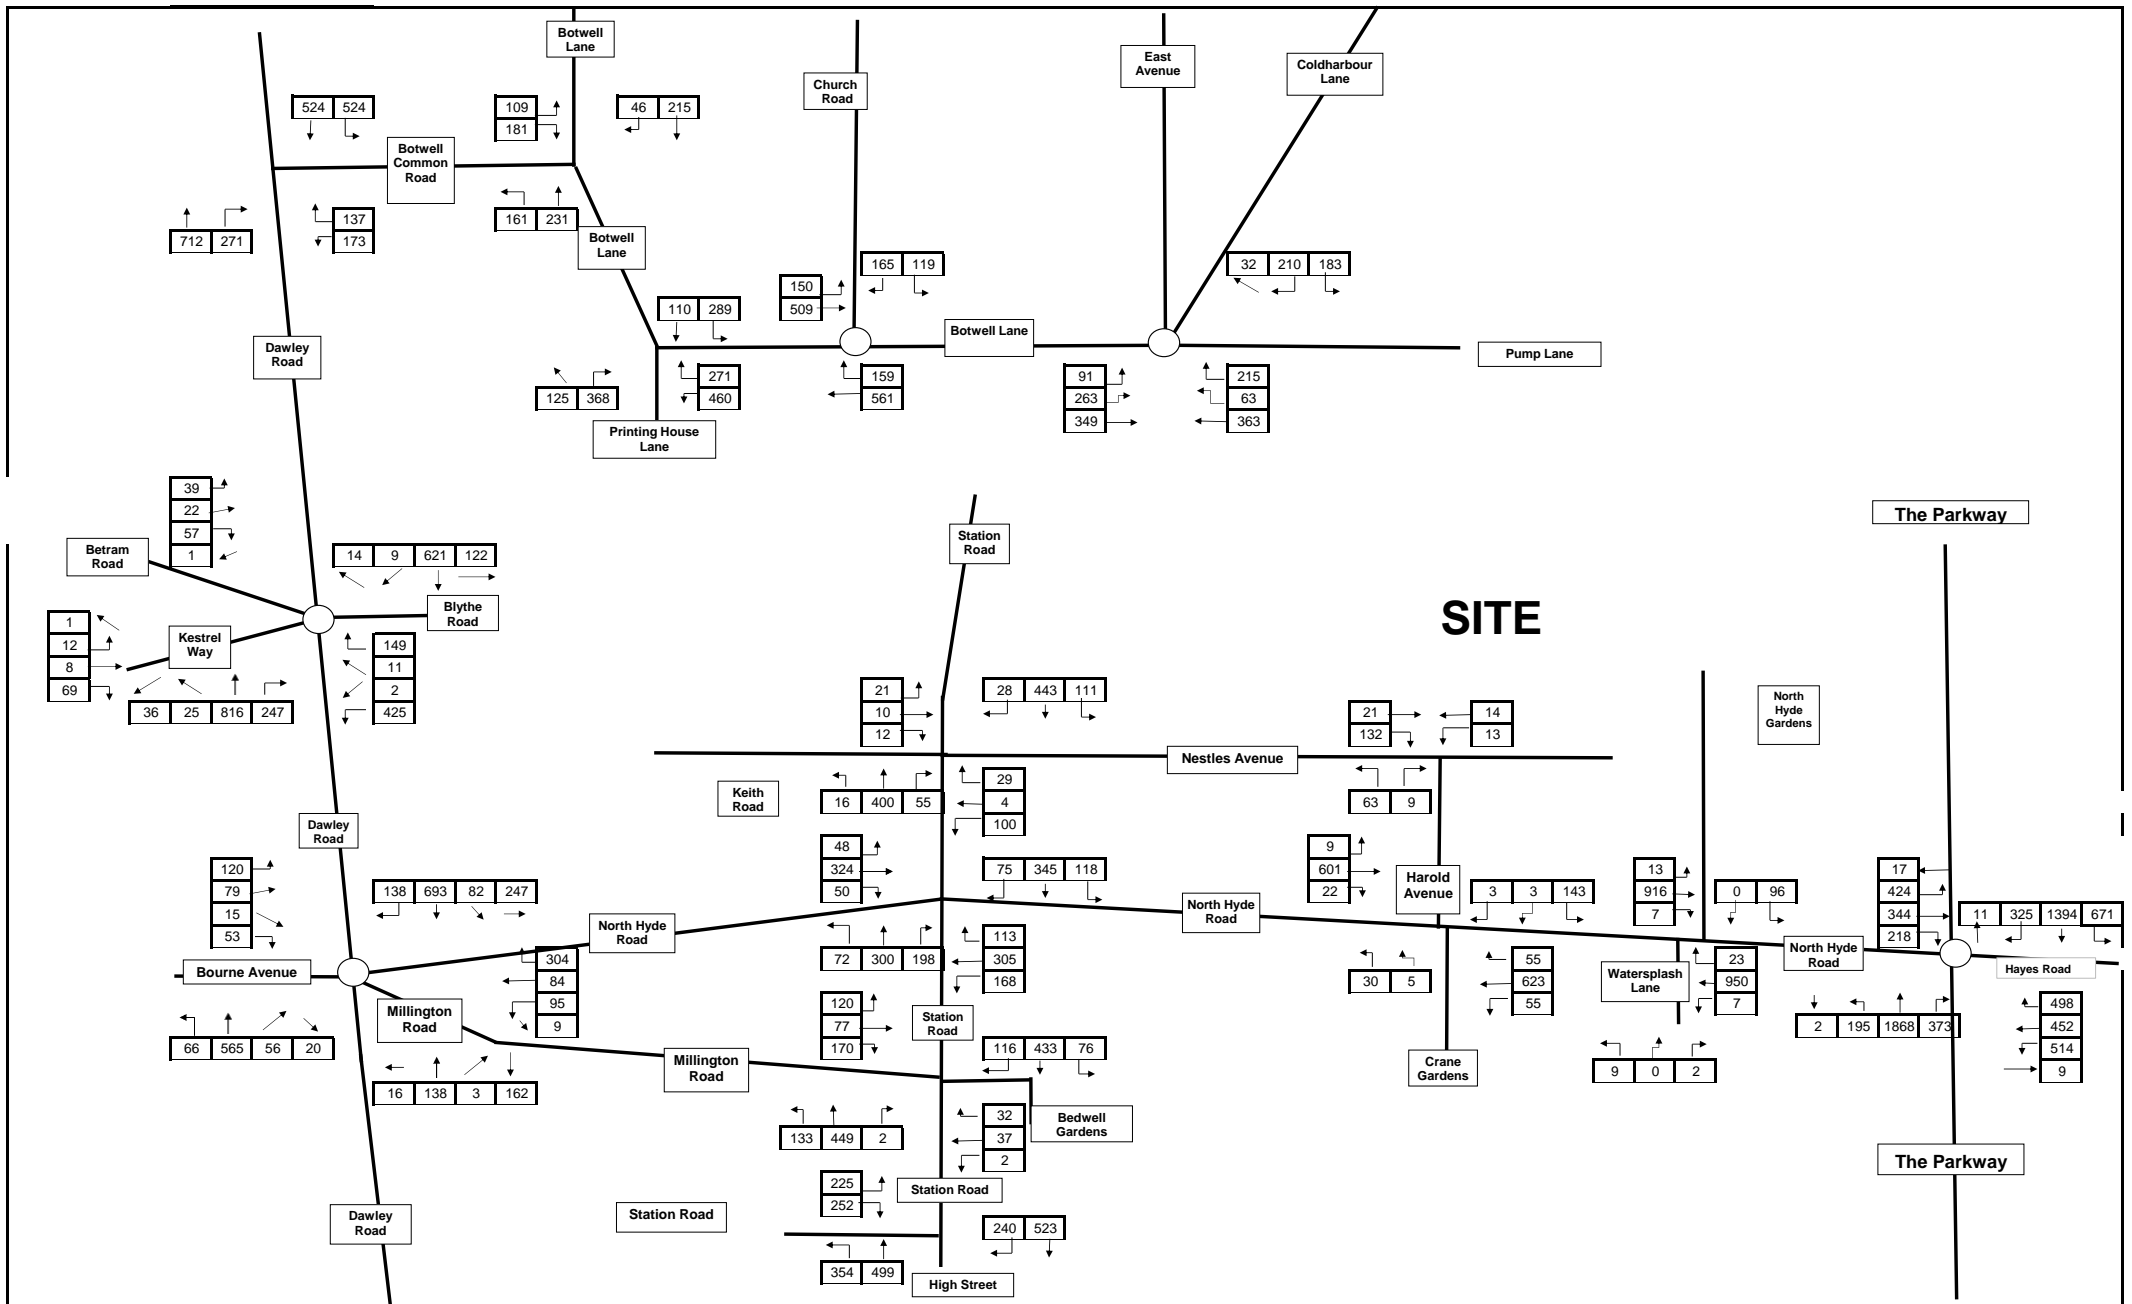 Botwell
Lane
Church
Road
East
Avenue
Coldharbour
Lane
524 524
109
181
46 215
Botwell
Common
Road
712 271
137
173
161 231
Botwell
Lane
165 119
150
509
32 210 183
110 289
Botwell Lane
Dawley
Road
Pump Lane
125 368
271
460
159
561
91
263
349
215
63
363
Printing House
Lane
39
22
57
1
Betram
Road
14 9 621 122
Station
Road
The Parkway
Blythe
Road
SITE
1
12
8
69
Kestrel
Way
149
11
2
425
36 25 816 247
21
10
12
28 443 111
21
132
14
13
North
Hyde
Gardens
Nestles Avenue
Keith
Road
16 400 55
29
4
100
63 9
Dawley
Road
48
324
50
75 345 118
9
601
22
Harold
Avenue
3 3 143
13
916
7
0 96
17
424
344
218
11 325 1394 671
120
79
15
53
138 693 82 247
North Hyde
Road
North Hyde
Road
North Hyde
Road
Hayes Road
Bourne Avenue
304
84
95
9
72 300 198
113
305
168
30 5
55
623
55
Watersplash
Lane
23
950
7
2 195 1868 373
498
452
514
9
Millington
Road
66 565 56 20
120
77
170
Station
Road
116 433 76
Millington
Road
Crane
Gardens
9 0 2
16 138 3 162
133 449 2
32
37
2
Bedwell
Gardens
The Parkway
225
252
Station Road
Dawley
Road
Station Road
240 523
354 499
High Street